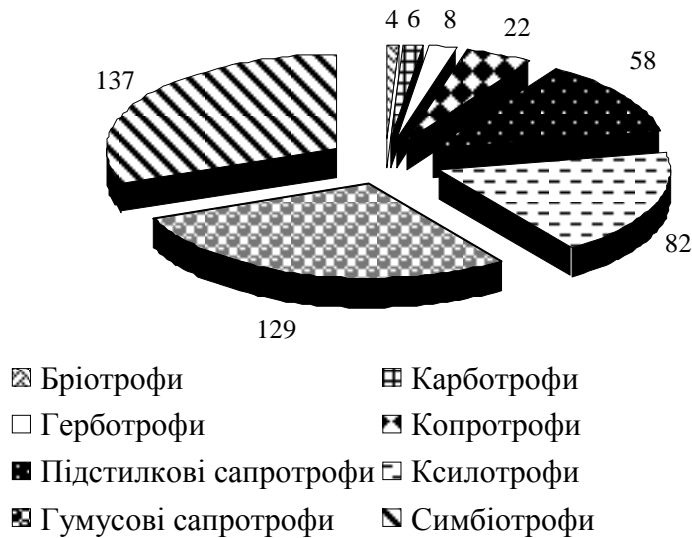 4 6 8 22
58
137
82
129
Бріотрофи Карботрофи
Герботрофи Копротрофи
Підстилкові сапротрофи Ксилотрофи
Гумусові сапротрофи Симбіотрофи